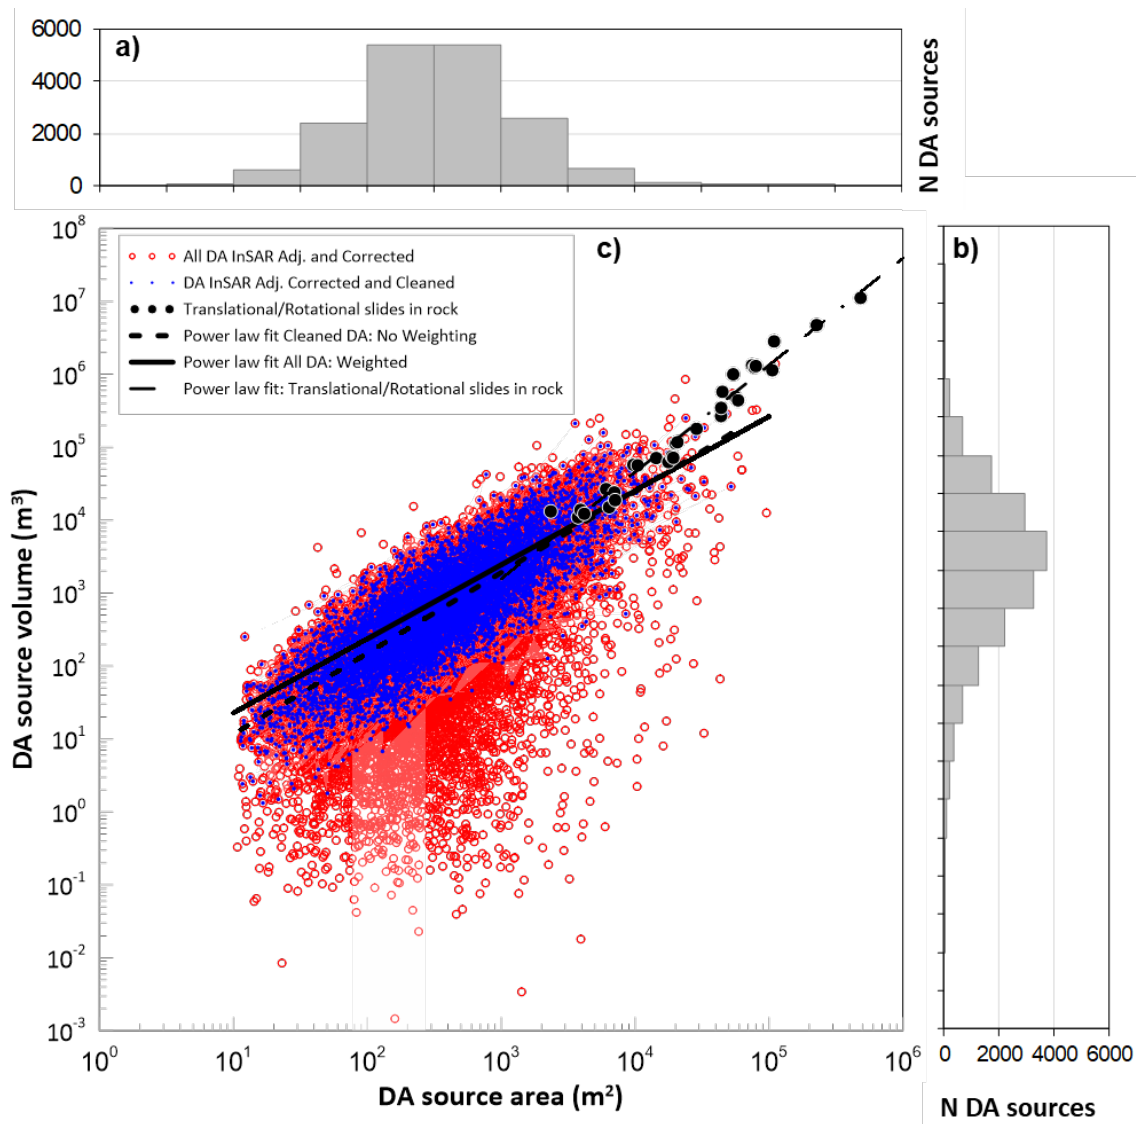 6000
4000
2000
0
a)
N DA sources
10⁸
10⁷
10⁶
10⁵
10⁴
10³
10²
10¹
10⁰
10⁻¹
10⁻²
10⁻³
DA source volume (m³)
All DA InSAR Adj. and Corrected
DA InSAR Adj. Corrected and Cleaned
Translational/Rotational slides in rock
Power law fit Cleaned DA: No Weighting
Power law fit All DA: Weighted
Power law fit: Translational/Rotational slides in rock
c)
b)
10⁰ 10¹ 10² 10³ 10⁴ 10⁵ 10⁶
DA source area (m²)
0 2000 4000 6000
N DA sources